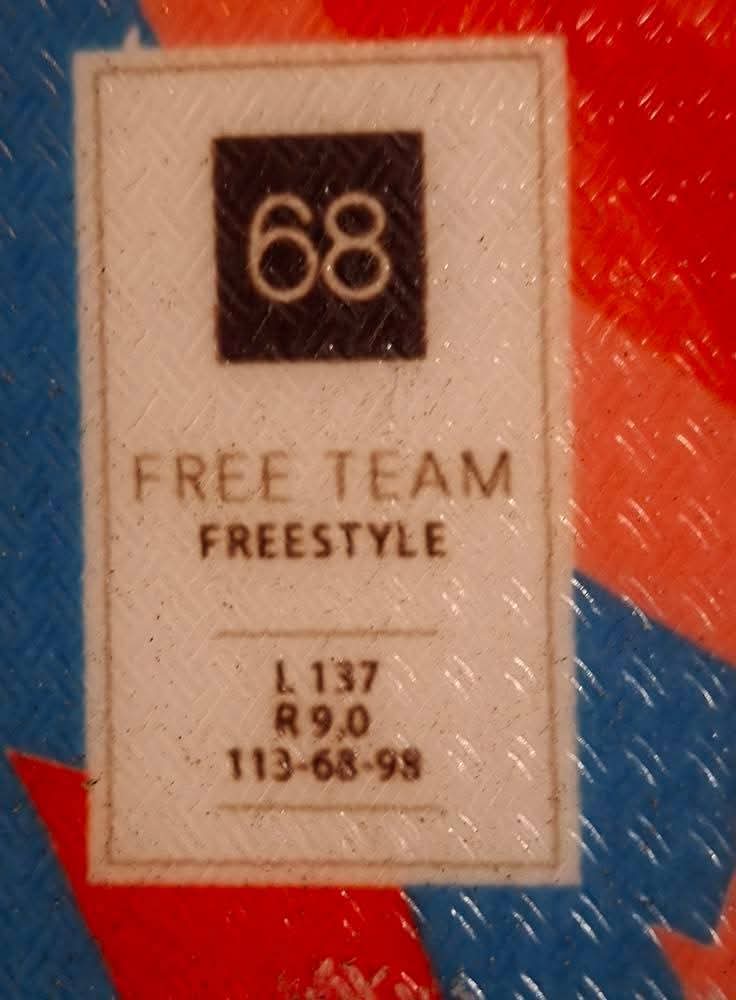 68
FREE TEAM
FREESTYLE
L 137
R 9,0
113-68-98